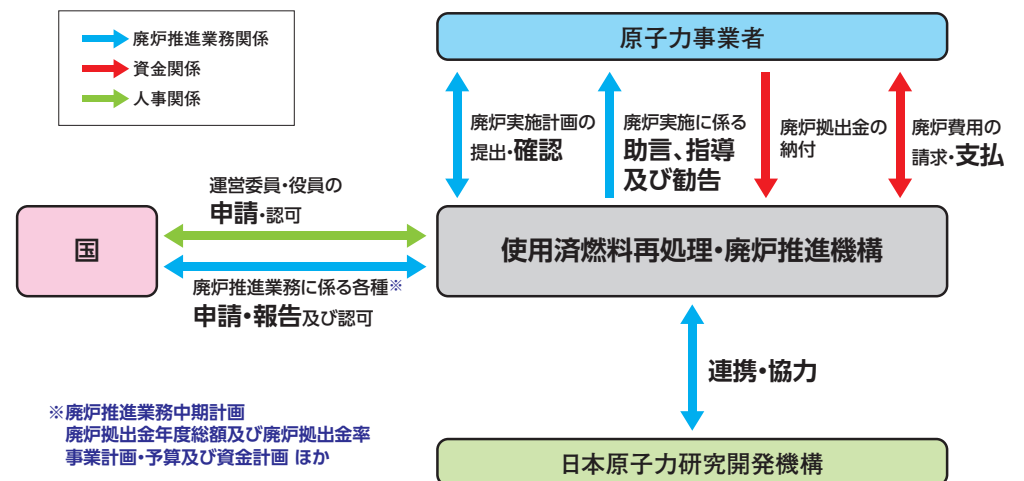 廃炉推進業務関係
資金関係
人事関係
原子力事業者
廃炉実施計画の
提出・確認
廃炉実施に係る
助言、指導
及び勧告
廃炉拠出金の
納付
廃炉費用の
請求・支払
運営委員・役員の
申請・認可
国
使用済燃料再処理・廃炉推進機構
廃炉推進業務に係る各種※
申請・報告及び認可
連携・協力
※廃炉推進業務中期計画
廃炉拠出金年度総額及び廃炉拠出金率
事業計画・予算及び資金計画 ほか
日本原子力研究開発機構